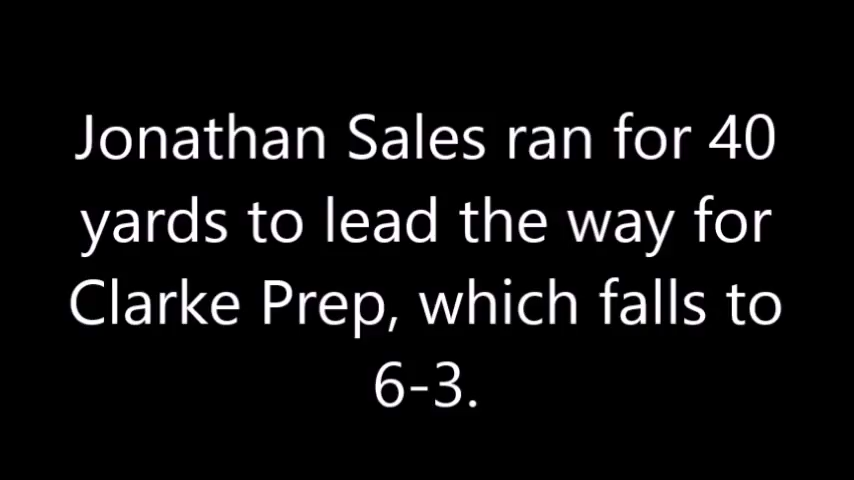 Jonathan Sales ran for 40
yards to lead the way for
Clarke Prep, which falls to
6-3.